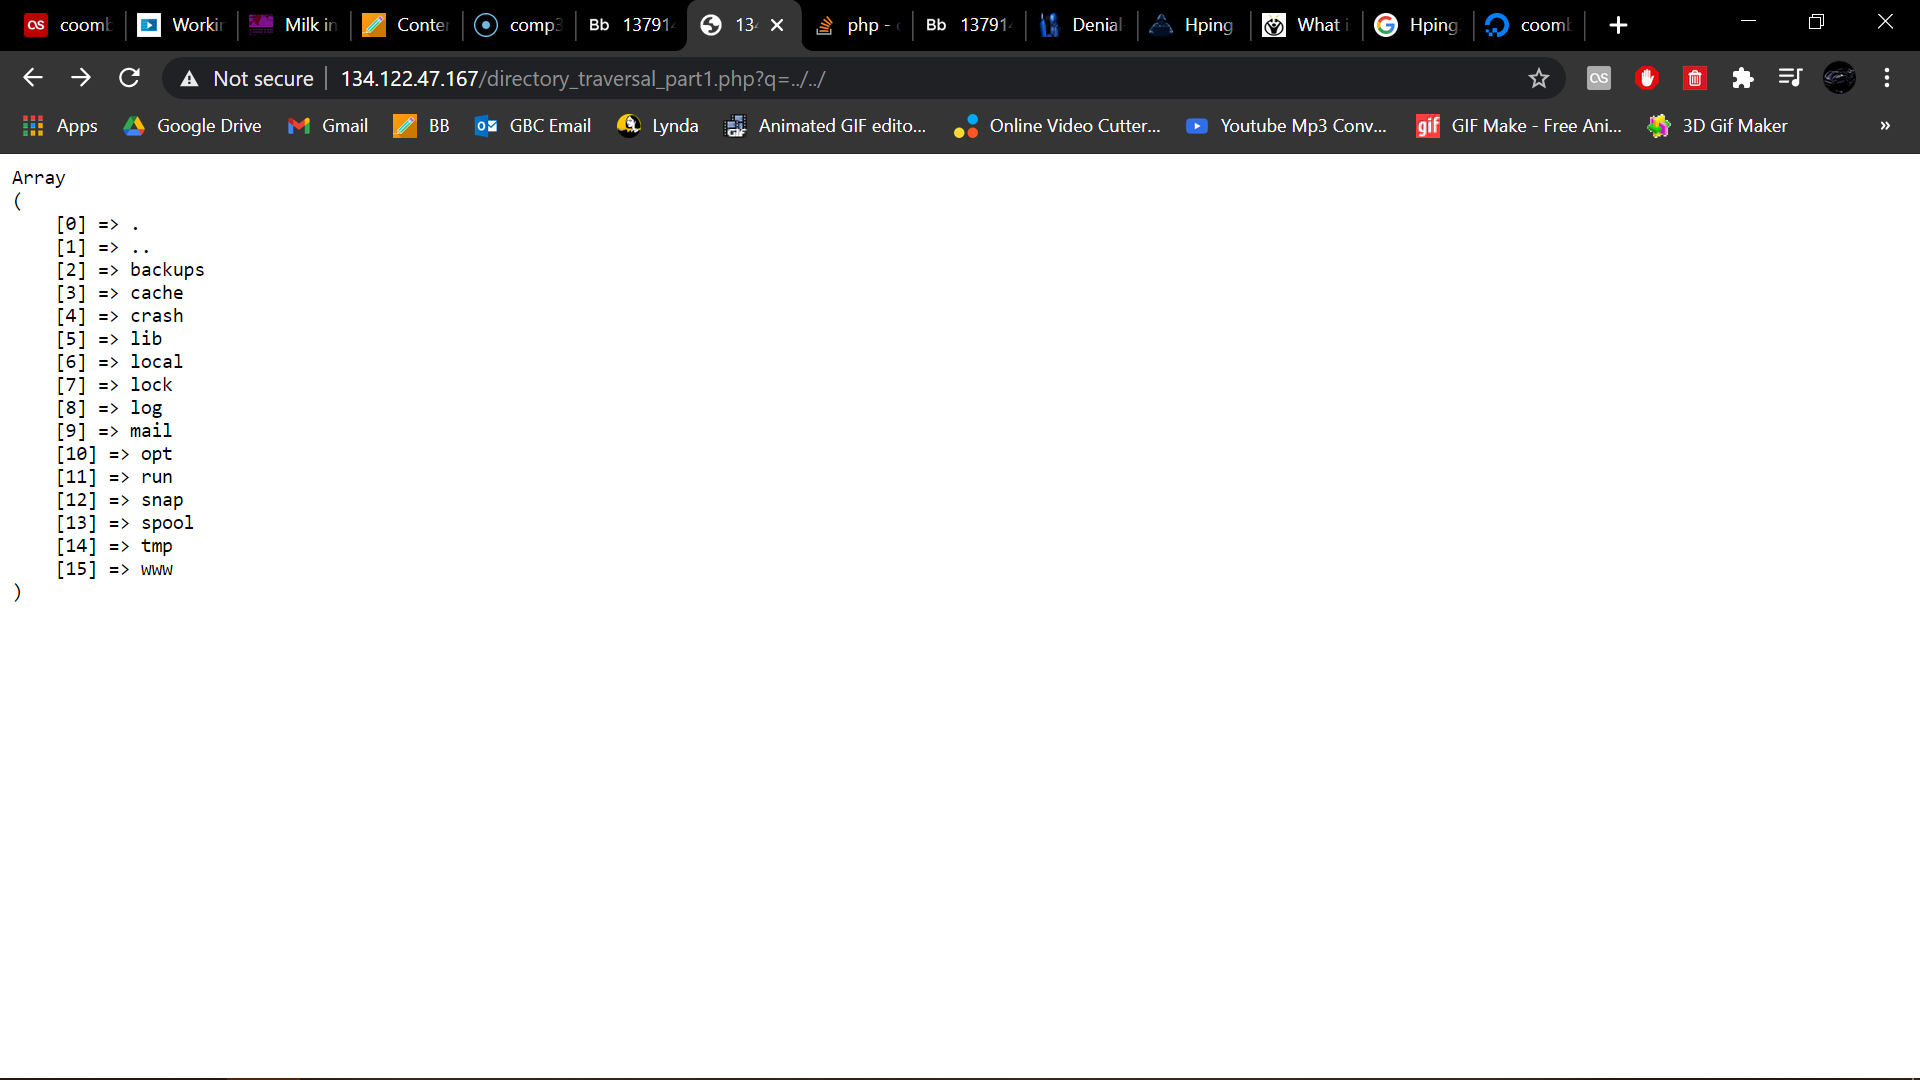 coomb Workin Milk in Conter comp3 Bb 13791 13 php - Bb 13791 Denial Hping What i Hping coomb
Not secure 134.122.47.167/directory_traversal_part1.php?q=../../
Apps Google Drive Gmail BB GBC Email Lynda Animated GIF edito... Online Video Cutter... Youtube Mp3 Conv... GIF Make - Free Ani... 3D Gif Maker »
Array
(
[0] => .
[1] => ..
[2] => backups
[3] => cache
[4] => crash
[5] => lib
[6] => local
[7] => lock
[8] => log
[9] => mail
[10] => opt
[11] => run
[12] => snap
[13] => spool
[14] => tmp
[15] => www
)